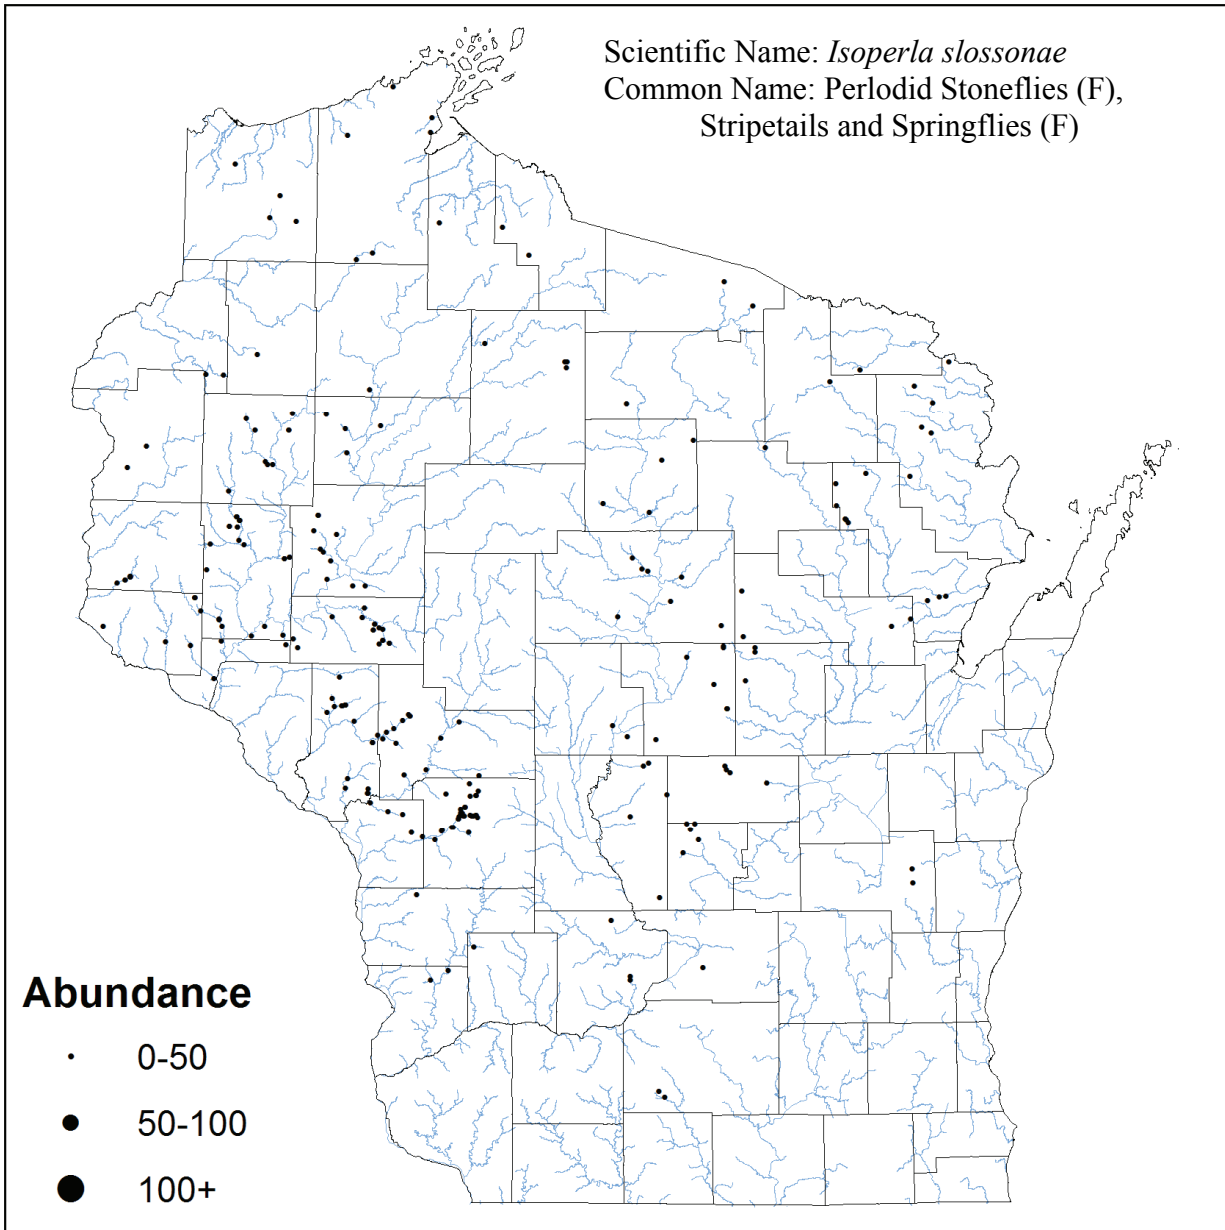 Scientific Name: Isoperla slossonae
Common Name: Perlodid Stoneflies (F),
Stripetails and Springflies (F)
Abundance
0-50
50-100
100+